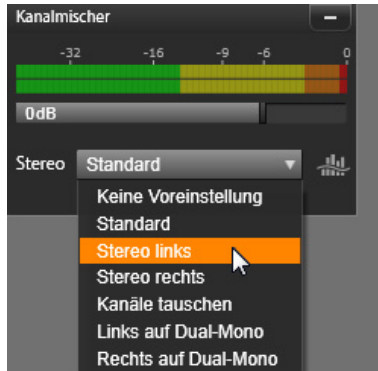 Kanalmischer
-32 -16 -9 -6 0
0dB
Stereo Standard
Keine Voreinstellung
Standard
Stereo links
Stereo rechts
Kanäle tauschen
Links auf Dual-Mono
Rechts auf Dual-Mono